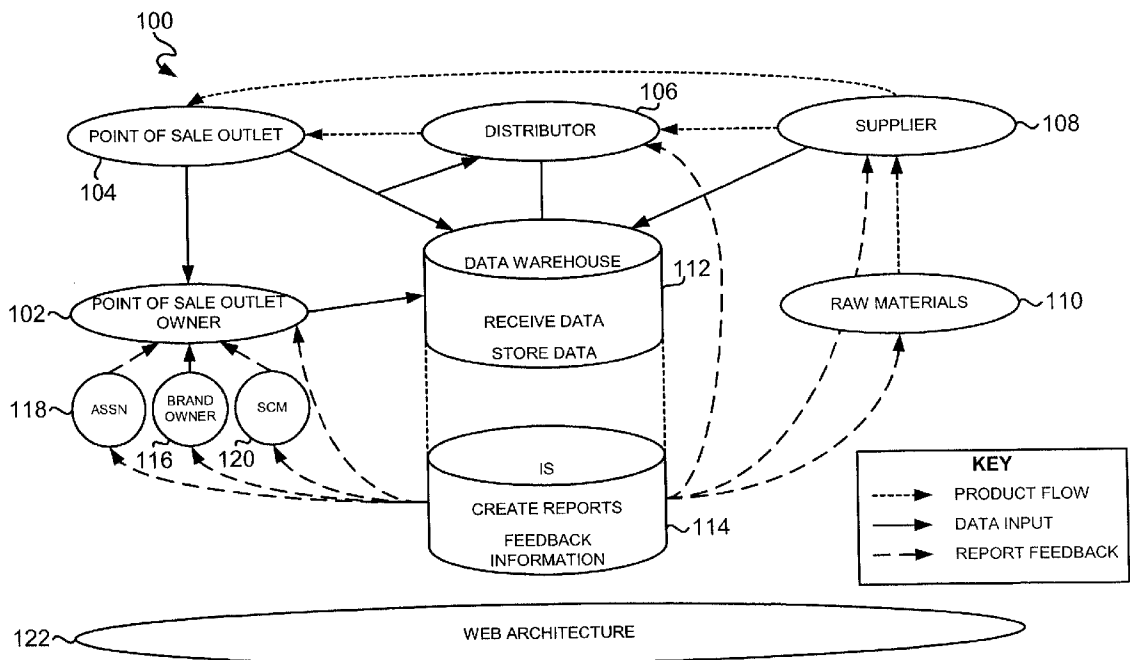 100
106
POINT OF SALE OUTLET
DISTRIBUTOR
SUPPLIER
108
104
DATA WAREHOUSE
112
RECEIVE DATA
STORE DATA
102
POINT OF SALE OUTLET
OWNER
RAW MATERIALS
110
118
ASSN
BRAND
OWNER
SCM
116
120
IS
CREATE REPORTS
FEEDBACK
INFORMATION
114
KEY
PRODUCT FLOW
DATA INPUT
REPORT FEEDBACK
122
WEB ARCHITECTURE